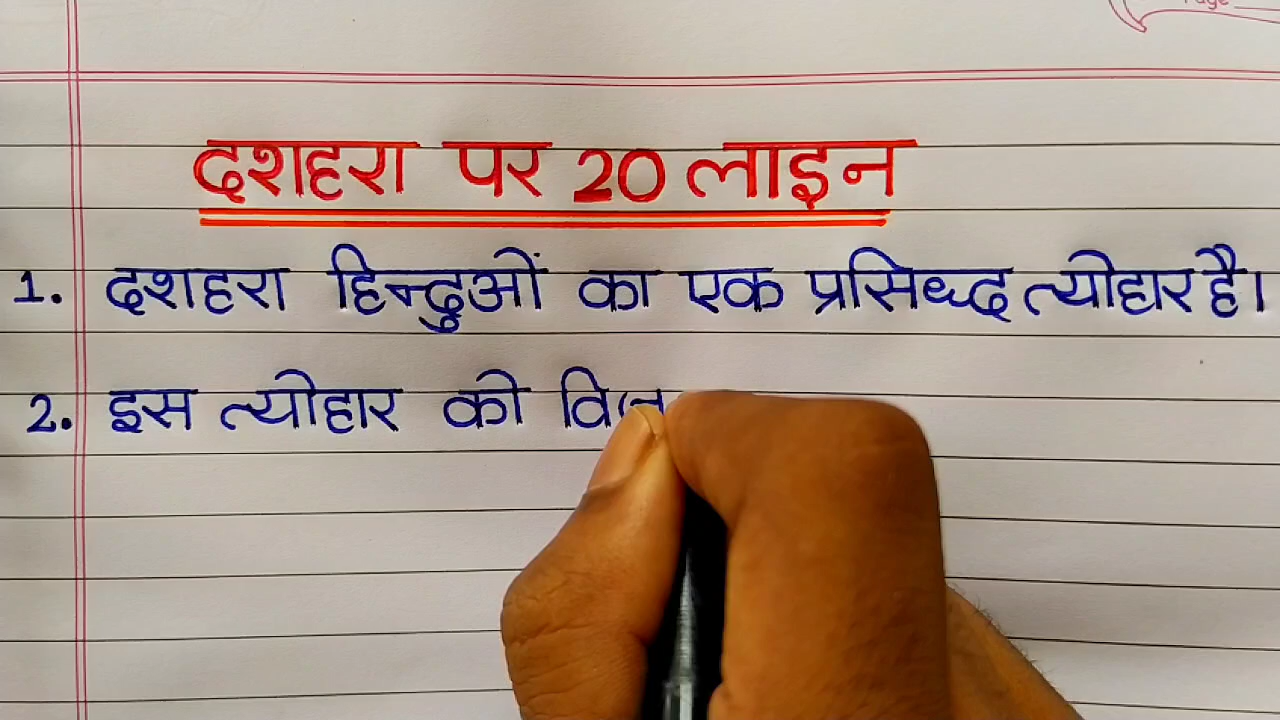 दशहरा पर 20 लाइन
1. दशहरा हिन्दुओं का एक प्रसिध्द त्योहार है।
2. इस त्योहार को